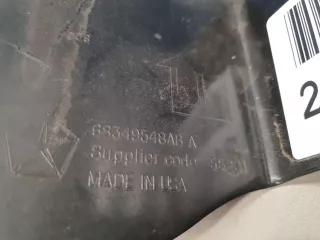 68349548AB A
Supplier code
MADE IN USA
2